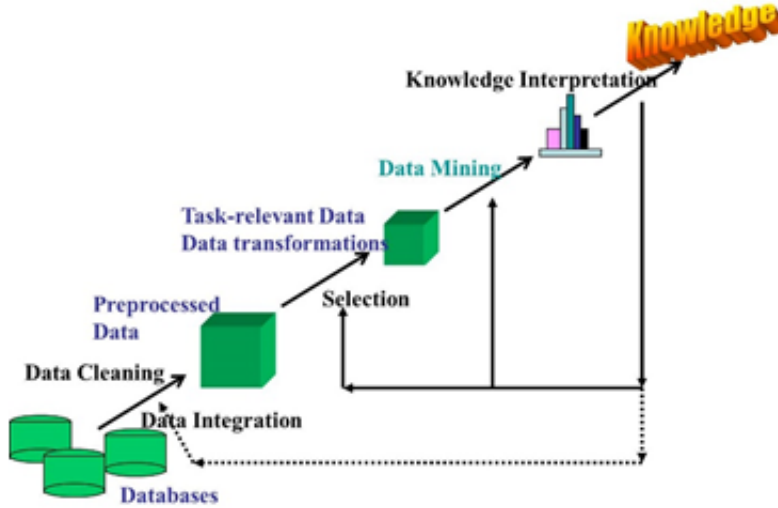 Knowledge
Knowledge Interpretation
Data Mining
Task-relevant Data
Data transformations
Selection
Preprocessed
Data
Data Cleaning
Data Integration
Databases